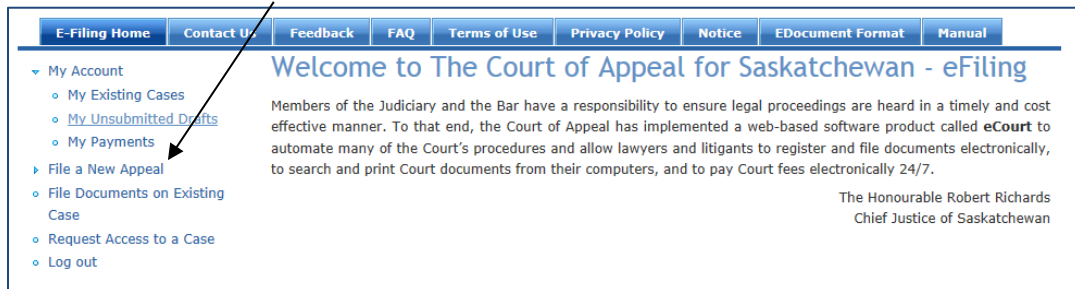 E-Filing Home Contact Us Feedback FAQ Terms of Use Privacy Policy Notice EDocument Format Manual
My Account
My Existing Cases
My Unsubmitted Drafts
My Payments
File a New Appeal
File Documents on Existing
Case
Request Access to a Case
Log out
Welcome to The Court of Appeal for Saskatchewan - eFiling
Members of the Judiciary and the Bar have a responsibility to ensure legal proceedings are heard in a timely and cost
effective manner. To that end, the Court of Appeal has implemented a web-based software product called eCourt to
automate many of the Court's procedures and allow lawyers and litigants to register and file documents electronically,
to search and print Court documents from their computers, and to pay Court fees electronically 24/7.
The Honourable Robert Richards
Chief Justice of Saskatchewan